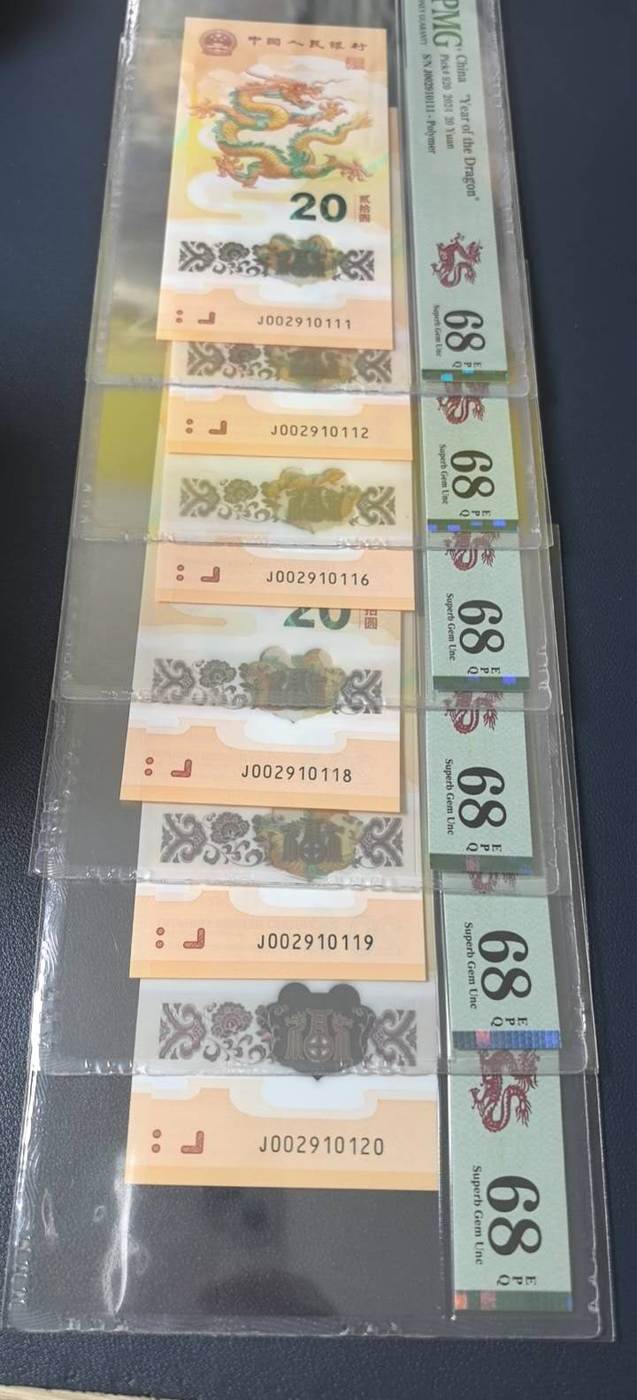 中国人民银行
20
贰拾圆
J002910111
PMG
China "Year of the Dragon"
Pick# 920 2024 20 Yuan
S/N J002910111 - Polymer
68
EPQ
Superb Gem Unc
J002910112
68
EPQ
Superb Gem Unc
J002910116
68
EPQ
Superb Gem Unc
20
J002910118
68
EPQ
Superb Gem Unc
J002910119
68
EPQ
Superb Gem Unc
J002910120
68
EPQ
Superb Gem Unc